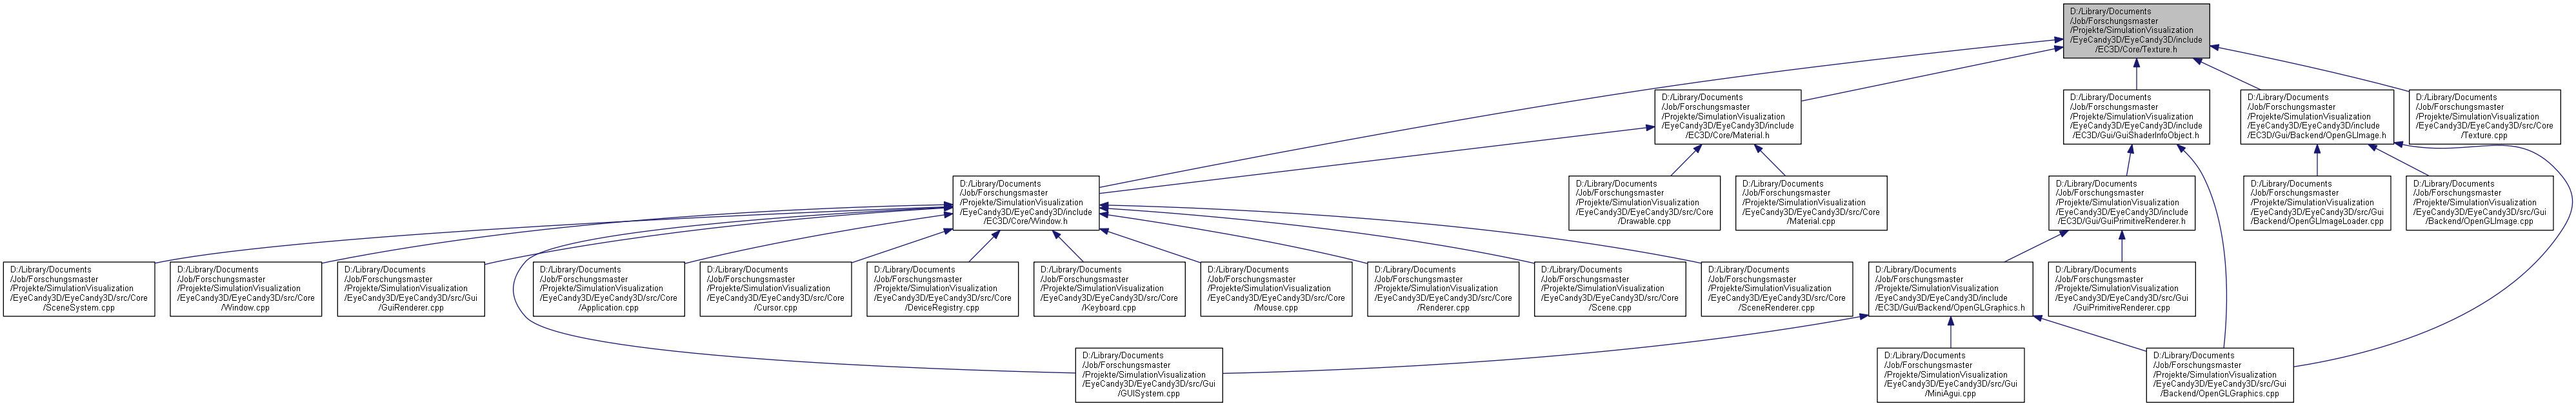 D:/Library/Documents
/Job/Forschungsmaster
/Projekte/SimulationVisualization
/EyeCandy3D/EyeCandy3D/include
/EC3D/Core/Texture.h
D:/Library/Documents
/Job/Forschungsmaster
/Projekte/SimulationVisualization
/EyeCandy3D/EyeCandy3D/include
/EC3D/Core/Material.h
D:/Library/Documents
/Job/Forschungsmaster
/Projekte/SimulationVisualization
/EyeCandy3D/EyeCandy3D/include
/EC3D/Gui/GuiShaderInfoObject.h
D:/Library/Documents
/Job/Forschungsmaster
/Projekte/SimulationVisualization
/EyeCandy3D/EyeCandy3D/include
/EC3D/Gui/Backend/OpenGLImage.h
D:/Library/Documents
/Job/Forschungsmaster
/Projekte/SimulationVisualization
/EyeCandy3D/EyeCandy3D/src/Core
/Texture.cpp
D:/Library/Documents
/Job/Forschungsmaster
/Projekte/SimulationVisualization
/EyeCandy3D/EyeCandy3D/include
/EC3D/Core/Window.h
D:/Library/Documents
/Job/Forschungsmaster
/Projekte/SimulationVisualization
/EyeCandy3D/EyeCandy3D/src/Core
/Drawable.cpp
D:/Library/Documents
/Job/Forschungsmaster
/Projekte/SimulationVisualization
/EyeCandy3D/EyeCandy3D/src/Core
/Material.cpp
D:/Library/Documents
/Job/Forschungsmaster
/Projekte/SimulationVisualization
/EyeCandy3D/EyeCandy3D/include
/EC3D/Gui/GuiPrimitiveRenderer.h
D:/Library/Documents
/Job/Forschungsmaster
/Projekte/SimulationVisualization
/EyeCandy3D/EyeCandy3D/src/Gui
/Backend/OpenGLImageLoader.cpp
D:/Library/Documents
/Job/Forschungsmaster
/Projekte/SimulationVisualization
/EyeCandy3D/EyeCandy3D/src/Gui
/Backend/OpenGLImage.cpp
D:/Library/Documents
/Job/Forschungsmaster
/Projekte/SimulationVisualization
/EyeCandy3D/EyeCandy3D/src/Core
/SceneSystem.cpp
D:/Library/Documents
/Job/Forschungsmaster
/Projekte/SimulationVisualization
/EyeCandy3D/EyeCandy3D/src/Core
/Window.cpp
D:/Library/Documents
/Job/Forschungsmaster
/Projekte/SimulationVisualization
/EyeCandy3D/EyeCandy3D/src/Gui
/GuiRenderer.cpp
D:/Library/Documents
/Job/Forschungsmaster
/Projekte/SimulationVisualization
/EyeCandy3D/EyeCandy3D/src/Core
/Application.cpp
D:/Library/Documents
/Job/Forschungsmaster
/Projekte/SimulationVisualization
/EyeCandy3D/EyeCandy3D/src/Core
/Cursor.cpp
D:/Library/Documents
/Job/Forschungsmaster
/Projekte/SimulationVisualization
/EyeCandy3D/EyeCandy3D/src/Core
/DeviceRegistry.cpp
D:/Library/Documents
/Job/Forschungsmaster
/Projekte/SimulationVisualization
/EyeCandy3D/EyeCandy3D/src/Core
/Keyboard.cpp
D:/Library/Documents
/Job/Forschungsmaster
/Projekte/SimulationVisualization
/EyeCandy3D/EyeCandy3D/src/Core
/Mouse.cpp
D:/Library/Documents
/Job/Forschungsmaster
/Projekte/SimulationVisualization
/EyeCandy3D/EyeCandy3D/src/Core
/Renderer.cpp
D:/Library/Documents
/Job/Forschungsmaster
/Projekte/SimulationVisualization
/EyeCandy3D/EyeCandy3D/src/Core
/Scene.cpp
D:/Library/Documents
/Job/Forschungsmaster
/Projekte/SimulationVisualization
/EyeCandy3D/EyeCandy3D/src/Core
/SceneRenderer.cpp
D:/Library/Documents
/Job/Forschungsmaster
/Projekte/SimulationVisualization
/EyeCandy3D/EyeCandy3D/include
/EC3D/Gui/Backend/OpenGLGraphics.h
D:/Library/Documents
/Job/Forschungsmaster
/Projekte/SimulationVisualization
/EyeCandy3D/EyeCandy3D/src/Gui
/GuiPrimitiveRenderer.cpp
D:/Library/Documents
/Job/Forschungsmaster
/Projekte/SimulationVisualization
/EyeCandy3D/EyeCandy3D/src/Gui
/GUISystem.cpp
D:/Library/Documents
/Job/Forschungsmaster
/Projekte/SimulationVisualization
/EyeCandy3D/EyeCandy3D/src/Gui
/MiniAgui.cpp
D:/Library/Documents
/Job/Forschungsmaster
/Projekte/SimulationVisualization
/EyeCandy3D/EyeCandy3D/src/Gui
/Backend/OpenGLGraphics.cpp